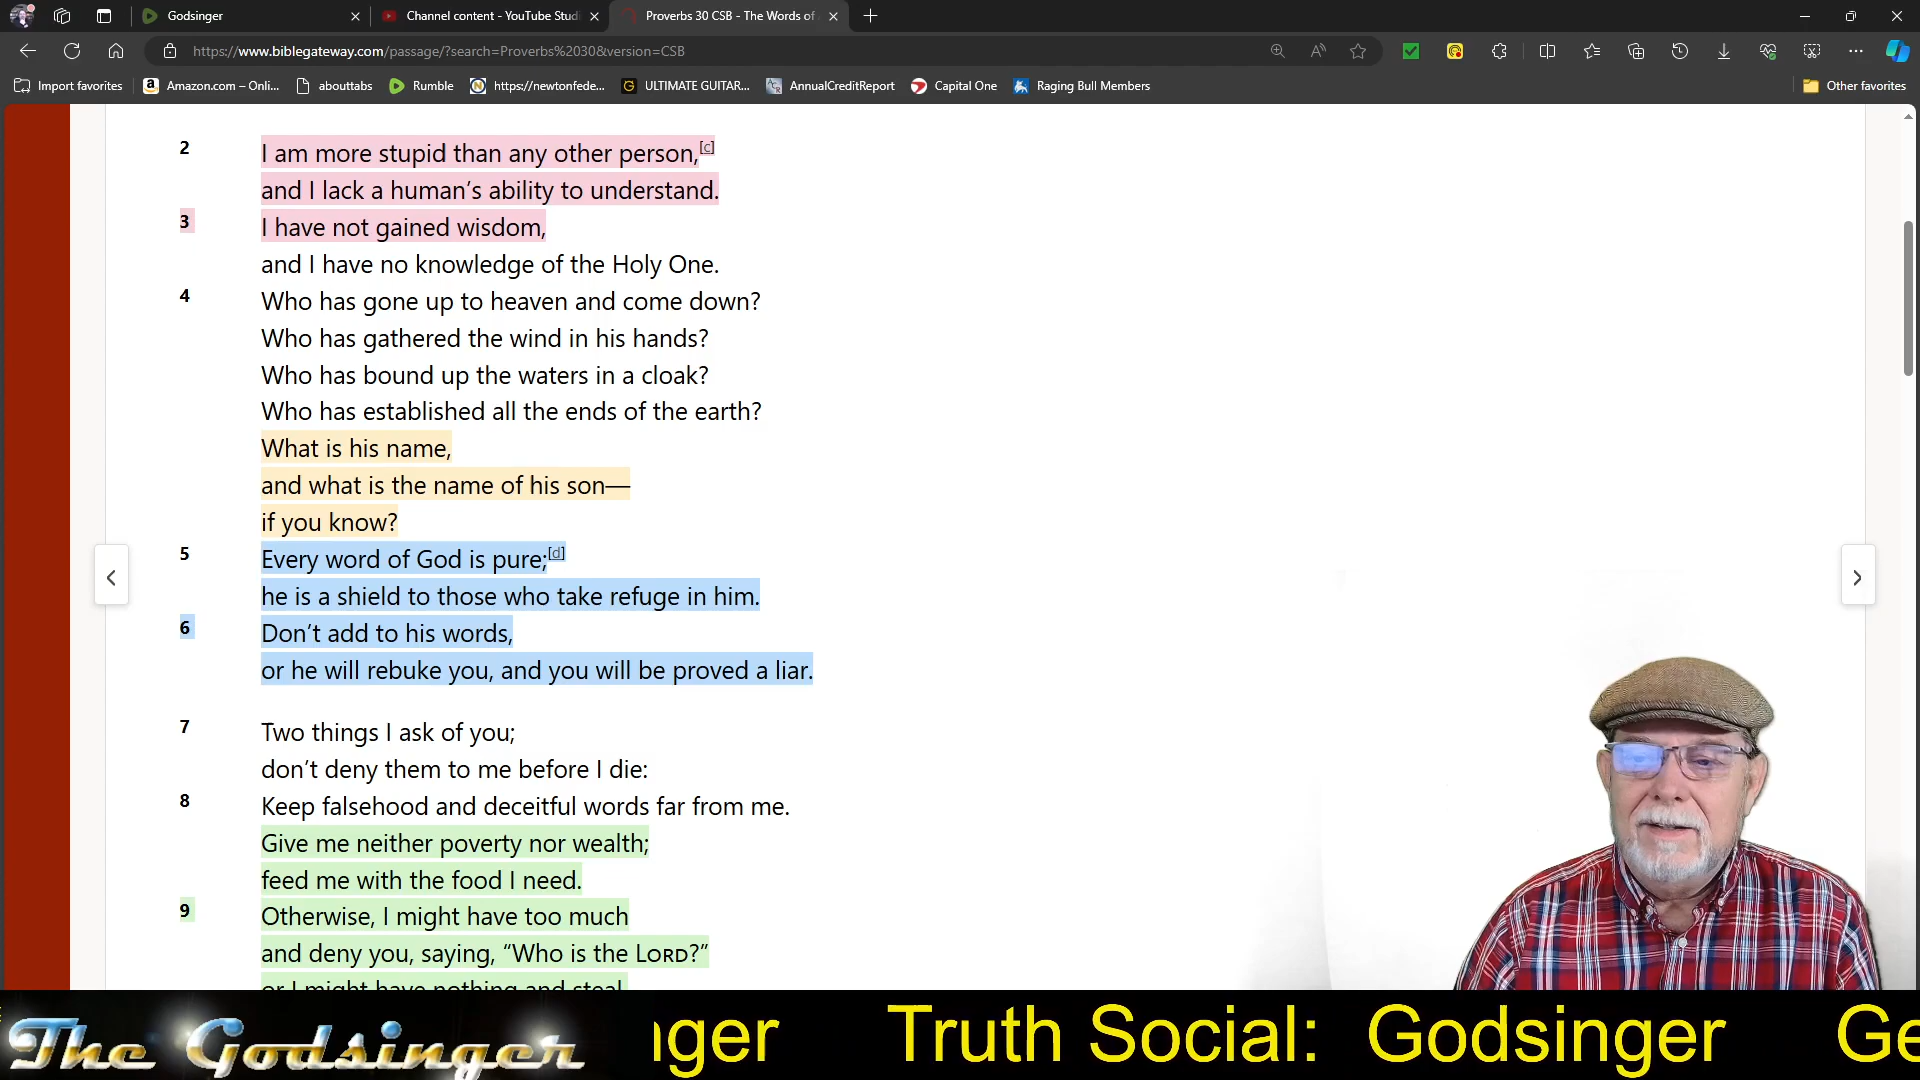 Godsinger
Channel content - YouTube Studi
Proverbs 30 CSB - The Words of
https://www.biblegateway.com/passage/?search=Proverbs%2030&version=CSB
Import favorites
Amazon.com – Onli...
abouttabs
Rumble
https://newtonfede...
ULTIMATE GUITAR...
AnnualCreditReport
Capital One
Raging Bull Members
Other favorites
2 I am more stupid than any other person,[c]
and I lack a human’s ability to understand.
3 I have not gained wisdom,
and I have no knowledge of the Holy One.
4 Who has gone up to heaven and come down?
Who has gathered the wind in his hands?
Who has bound up the waters in a cloak?
Who has established all the ends of the earth?
What is his name,
and what is the name of his son—
if you know?
5 Every word of God is pure;[d]
he is a shield to those who take refuge in him.
6 Don’t add to his words,
or he will rebuke you, and you will be proved a liar.
7 Two things I ask of you;
don’t deny them to me before I die:
8 Keep falsehood and deceitful words far from me.
Give me neither poverty nor wealth;
feed me with the food I need.
9 Otherwise, I might have too much
and deny you, saying, “Who is the LORD?”
or I might have nothing and steal,
The Godsinger
nger Truth Social: Godsinger Ge